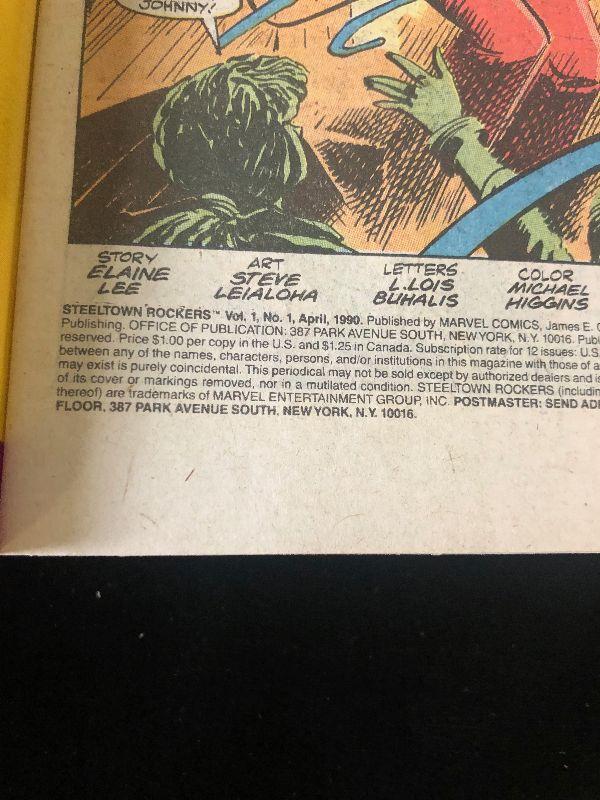 JOHNNY!
STORY
ELAINE
LEE
ART
STEVE
LEIALOHA
LETTERS
L.LOIS
BUHALIS
COLOR
MICHAEL
HIGGINS
STEELTOWN ROCKERS™ Vol. 1, No. 1, April, 1990. Published by MARVEL COMICS, James E.
Publishing. OFFICE OF PUBLICATION: 387 PARK AVENUE SOUTH, NEW YORK, N.Y. 10016.
reserved. Price $1.00 per copy in the U.S. and $1.25 in Canada. Subscription rate for 12 issues: U.S.
between any of the names, characters, persons, and/or institutions in this magazine with those of a
may exist is purely coincidental. This periodical may not be sold except by authorized dealers and is
of its cover or markings removed, nor in a mutilated condition. STEELTOWN ROCKERS
thereof) are trademarks of MARVEL ENTERTAINMENT GROUP, INC. POSTMASTER: SEND
FLOOR, 387 PARK AVENUE SOUTH, NEW YORK, N.Y. 10016.